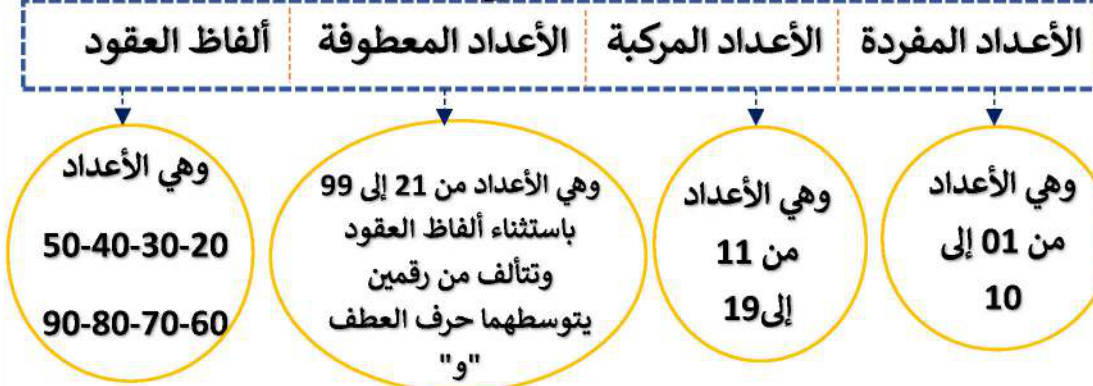 الأعداد المفردة
الأعداد المركبة
الأعداد المعطوفة
ألفاظ العقود
وهي الأعداد
من 01 إلى
10
وهي الأعداد
من 11
إلى19
وهي الأعداد من 21 إلى 99
باستثناء ألفاظ العقود
وتتألف من رقمين
يتوسطهما حرف العطف
"و"
وهي الأعداد
50-40-30-20
90-80-70-60